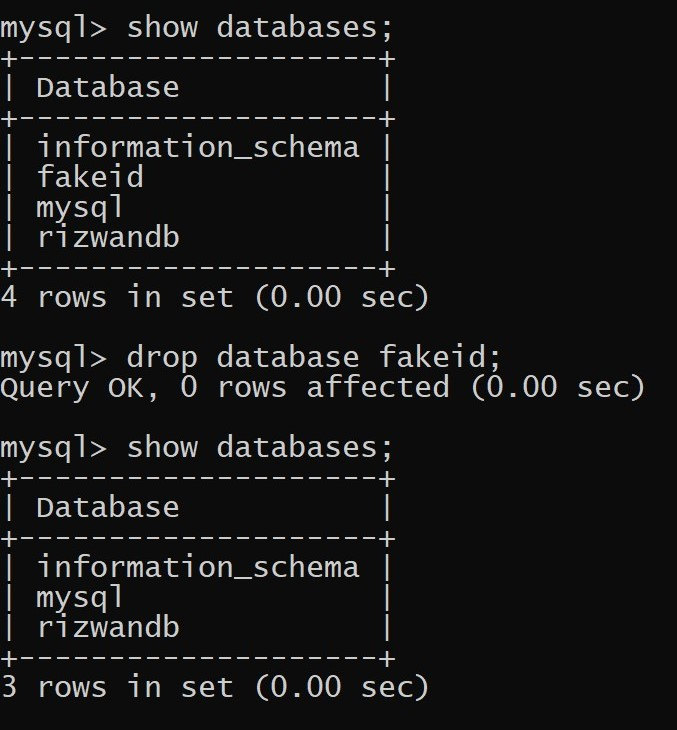 mysql> show databases;
+--------------------+
| Database           |
+--------------------+
| information_schema |
| fakeid             |
| mysql              |
| rizwandb           |
+--------------------+
4 rows in set (0.00 sec)

mysql> drop database fakeid;
Query OK, 0 rows affected (0.00 sec)

mysql> show databases;
+--------------------+
| Database           |
+--------------------+
| information_schema |
| mysql              |
| rizwandb           |
+--------------------+
3 rows in set (0.00 sec)